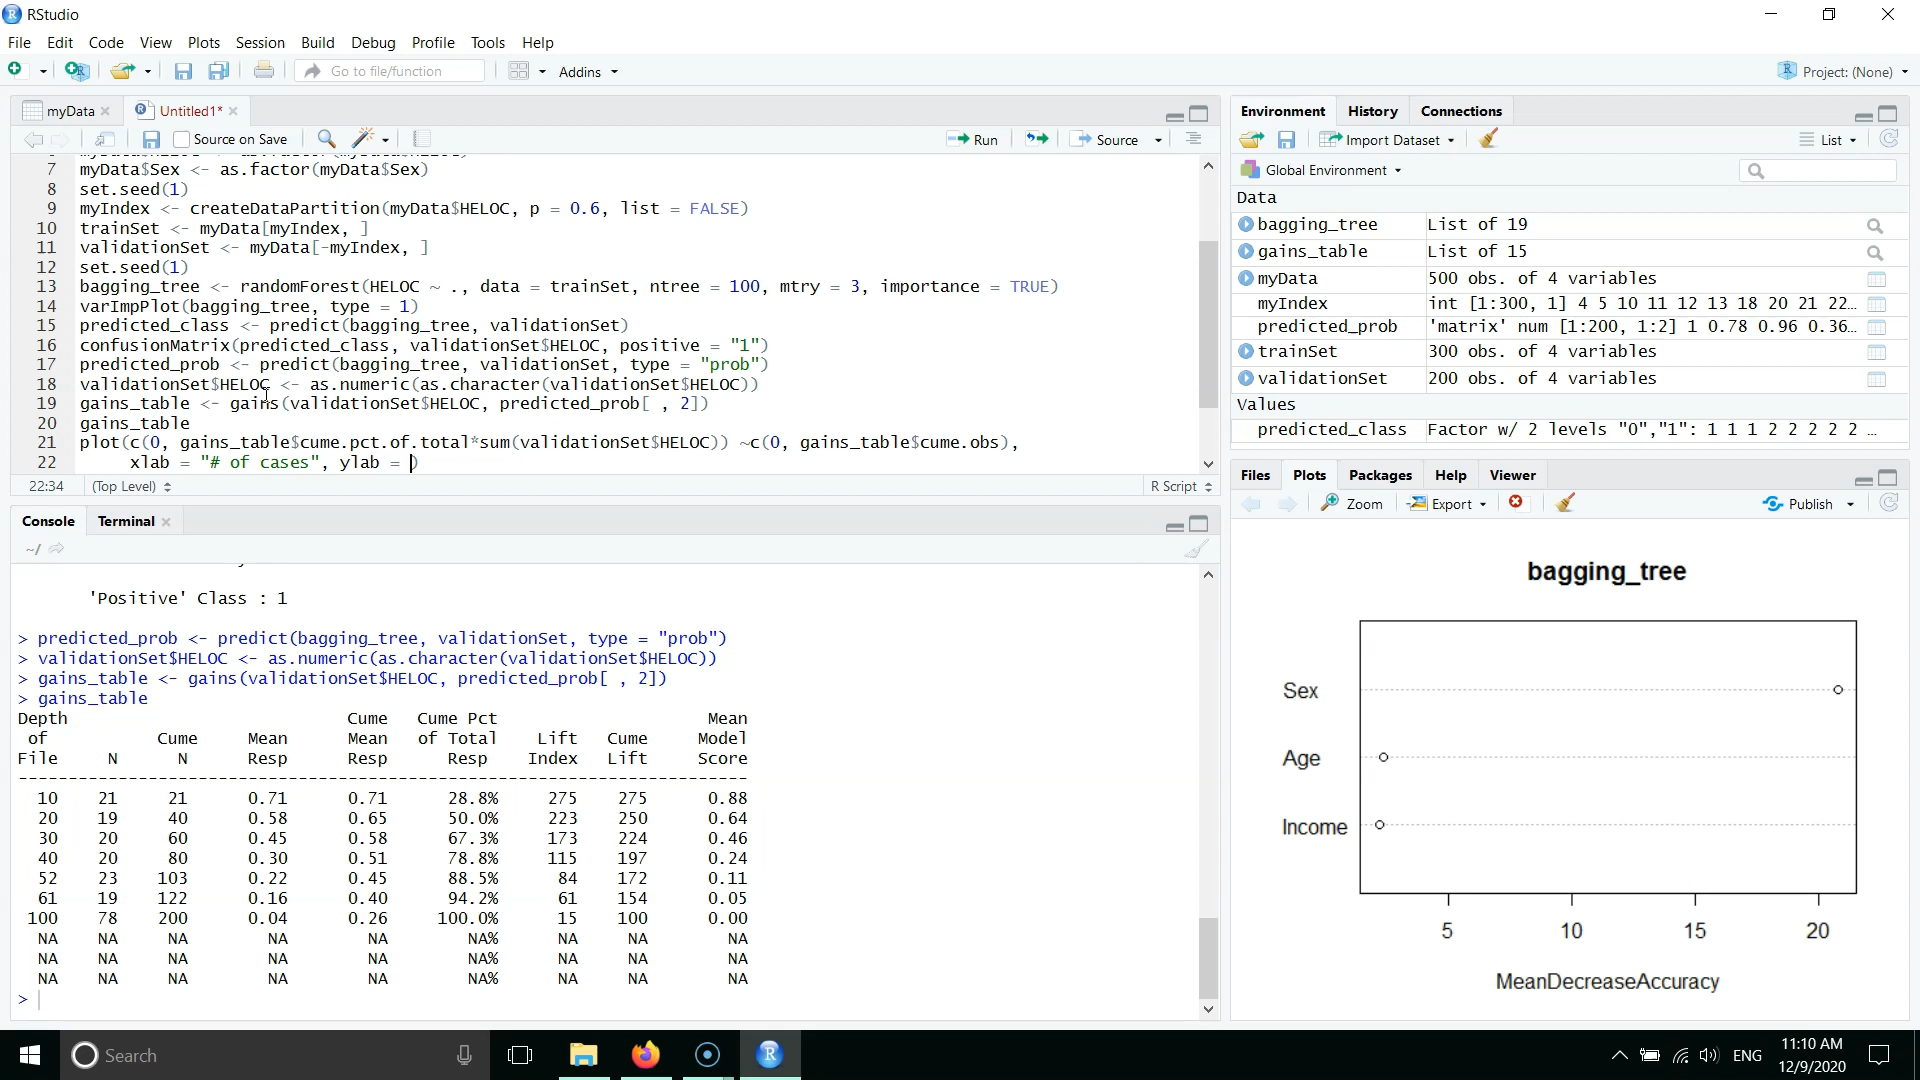 RStudio
File Edit Code View Plots Session Build Debug Profile Tools Help
Go to file/function Addins Project: (None)
myData Untitled1*
Source on Save Run Source
7 myData$Sex <- as.factor(myData$Sex)
8 set.seed(1)
9 myIndex <- createDataPartition(myData$HELOC, p = 0.6, list = FALSE)
10 trainSet <- myData[myIndex, ]
11 validationSet <- myData[-myIndex, ]
12 set.seed(1)
13 bagging_tree <- randomForest(HELOC ~ ., data = trainSet, ntree = 100, mtry = 3, importance = TRUE)
14 varImpPlot(bagging_tree, type = 1)
15 predicted_class <- predict(bagging_tree, validationSet)
16 confusionMatrix(predicted_class, validationSet$HELOC, positive = "1")
17 predicted_prob <- predict(bagging_tree, validationSet, type = "prob")
18 validationSet$HELOC <- as.numeric(as.character(validationSet$HELOC))
19 gains_table <- gains(validationSet$HELOC, predicted_prob[ , 2])
20 gains_table
21 plot(c(0, gains_table$cume.pct.of.total*sum(validationSet$HELOC)) ~c(0, gains_table$cume.obs),
22 xlab = "# of cases", ylab = )
22:34 (Top Level) R Script
Console Terminal
~/
'Positive' Class : 1
> predicted_prob <- predict(bagging_tree, validationSet, type = "prob")
> validationSet$HELOC <- as.numeric(as.character(validationSet$HELOC))
> gains_table <- gains(validationSet$HELOC, predicted_prob[ , 2])
> gains_table
Depth Cume Cume Pct Mean
of Cume Mean Mean of Total Lift Cume Model
File N N Resp Resp Resp Index Lift Score
-------------------------------------------------------------------------
10 21 21 0.71 0.71 28.8% 275 275 0.88
20 19 40 0.58 0.65 50.0% 223 250 0.64
30 20 60 0.45 0.58 67.3% 173 224 0.46
40 20 80 0.30 0.51 78.8% 115 197 0.24
52 23 103 0.22 0.45 88.5% 84 172 0.11
61 19 122 0.16 0.40 94.2% 61 154 0.05
100 78 200 0.04 0.26 100.0% 15 100 0.00
NA NA NA NA NA NA% NA NA NA
NA NA NA NA NA NA% NA NA NA
NA NA NA NA NA NA% NA NA NA
>
Environment History Connections
Import Dataset List
Global Environment
Data
bagging_tree List of 19
gains_table List of 15
myData 500 obs. of 4 variables
myIndex int [1:300, 1] 4 5 10 11 12 13 18 20 21 22…
predicted_prob 'matrix' num [1:200, 1:2] 1 0.78 0.96 0.36…
trainSet 300 obs. of 4 variables
validationSet 200 obs. of 4 variables
Values
predicted_class Factor w/ 2 levels "0","1": 1 1 1 2 2 2 2 2 …
Files Plots Packages Help Viewer
Zoom Export Publish
bagging_tree
Sex
Age
Income
5 10 15 20
MeanDecreaseAccuracy
Search ENG 11:10 AM
12/9/2020